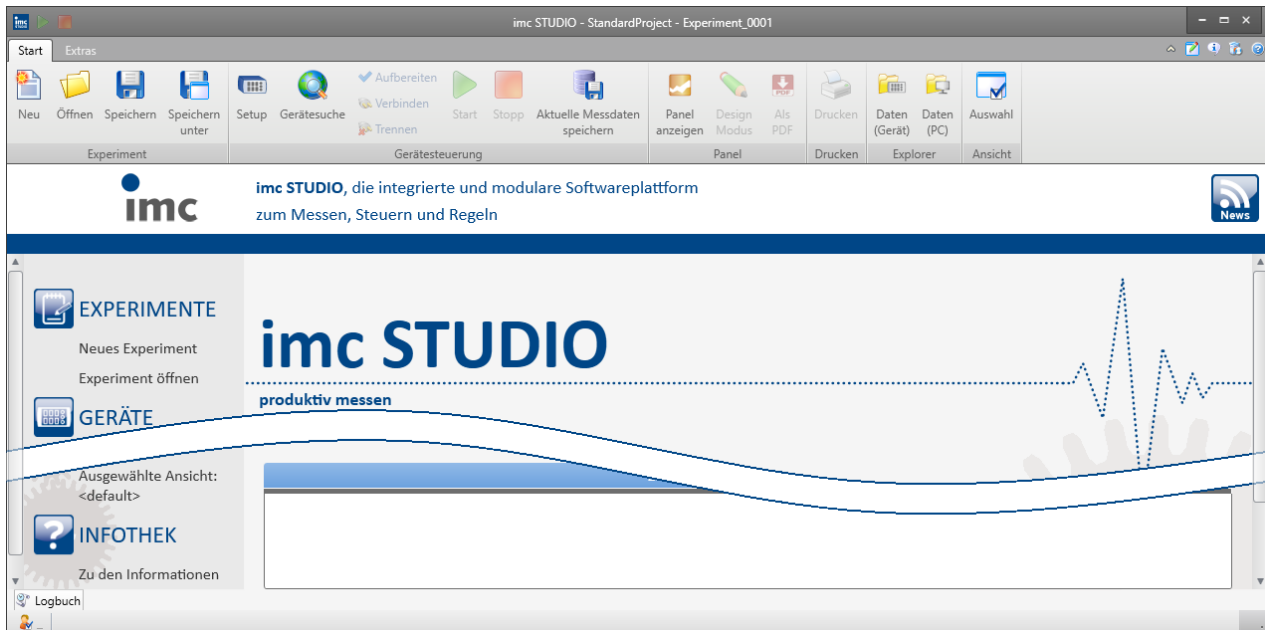 imc STUDIO - StandardProject - Experiment_0001
Start Extras
Neu Öffnen Speichern Speichern unter
Setup Gerätesuche Aufbereiten
Verbinden
Trennen
Start Stopp Aktuelle Messdaten speichern
Panel anzeigen Design Modus Als PDF
Drucken
Daten (Gerät) Daten (PC)
Auswahl
Experiment Gerätesteuerung Panel Drucken Explorer Ansicht
imc
imc STUDIO, die integrierte und modulare Softwareplattform
zum Messen, Steuern und Regeln
News
EXPERIMENTE
Neues Experiment
Experiment öffnen
GERÄTE
Ausgewählte Ansicht:
<default>
INFOTHEK
Zu den Informationen
imc STUDIO
produktiv messen
Logbuch